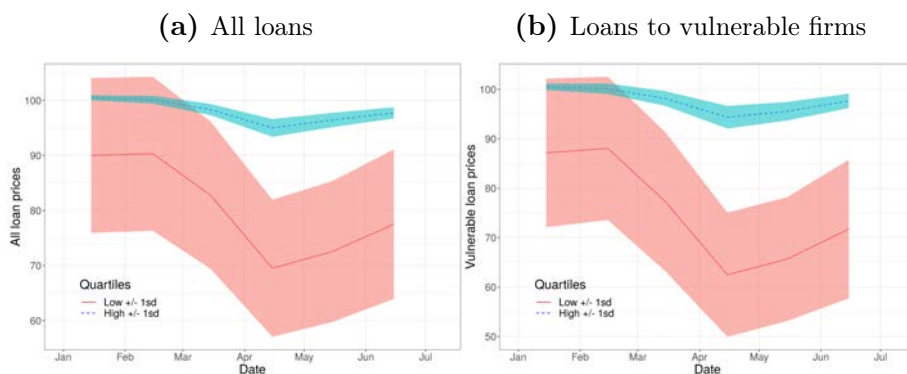 (a) All loans
(b) Loans to vulnerable firms
All loan prices
100
90
80
70
60
Quartiles
Low +/- 1sd
High +/- 1sd
Jan Feb Mar Apr May Jun Jul
Date
Vulnerable loan prices
100
90
80
70
60
50
Quartiles
Low +/- 1sd
High +/- 1sd
Jan Feb Mar Apr May Jun Jul
Date